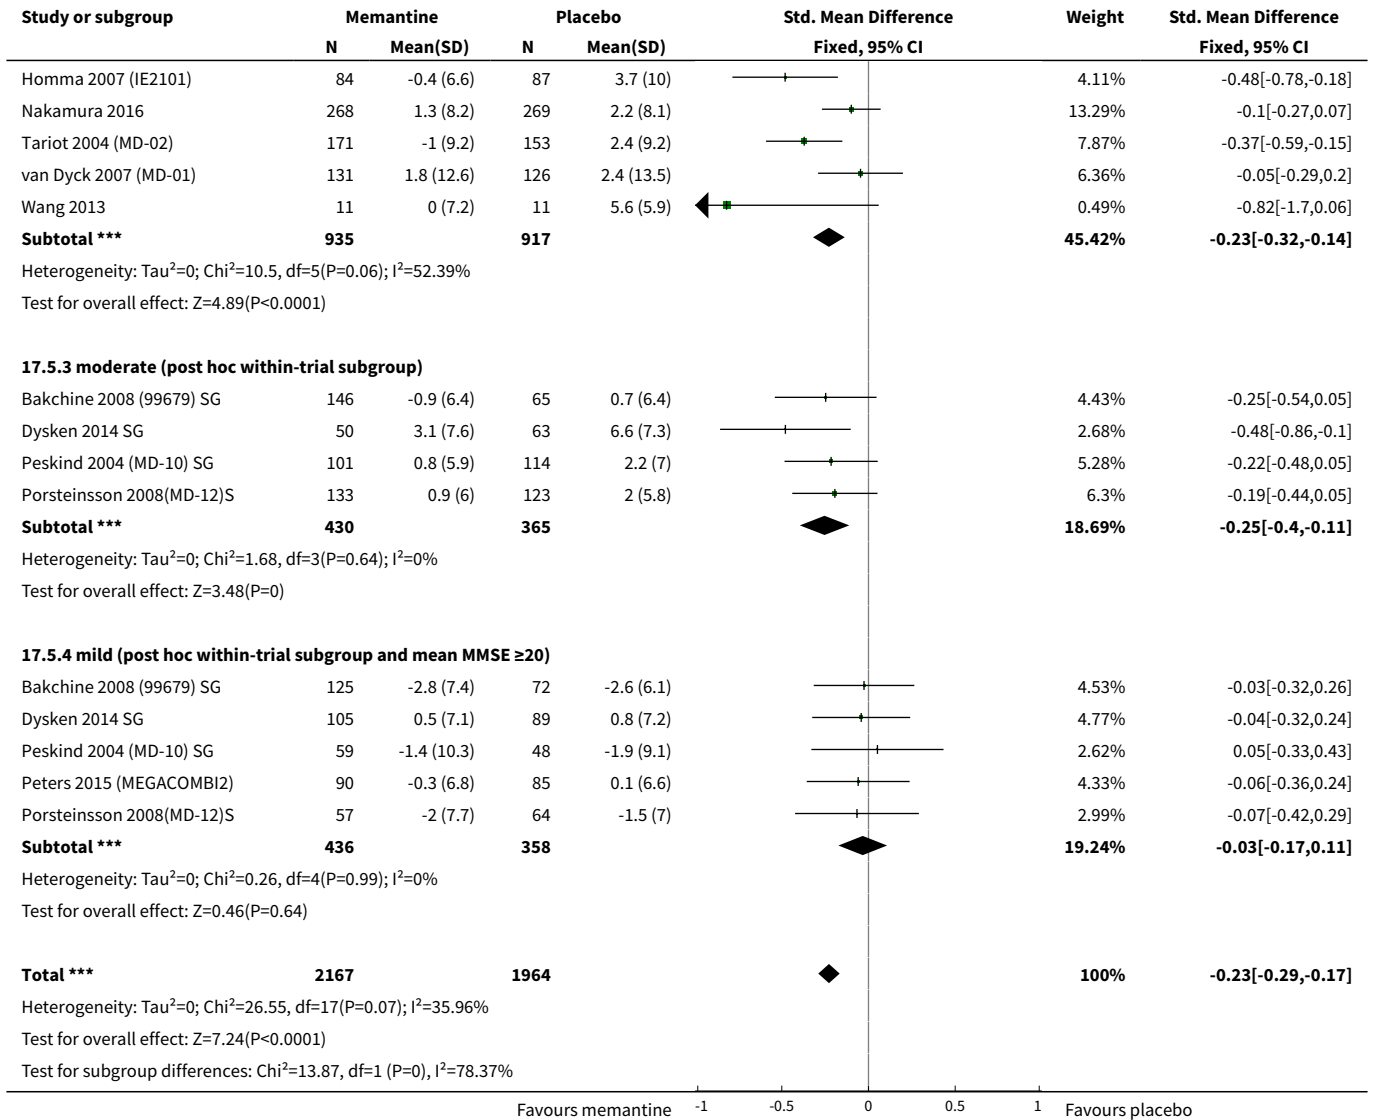 Study or subgroup Memantine Placebo Std. Mean Difference Weight Std. Mean Difference
N Mean(SD) N Mean(SD) Fixed, 95% CI Fixed, 95% CI
Homma 2007 (IE2101) 84 -0.4 (6.6) 87 3.7 (10) 4.11% -0.48[-0.78,-0.18]
Nakamura 2016 268 1.3 (8.2) 269 2.2 (8.1) 13.29% -0.1[-0.27,0.07]
Tariot 2004 (MD-02) 171 -1 (9.2) 153 2.4 (9.2) 7.87% -0.37[-0.59,-0.15]
van Dyck 2007 (MD-01) 131 1.8 (12.6) 126 2.4 (13.5) 6.36% -0.05[-0.29,0.2]
Wang 2013 11 0 (7.2) 11 5.6 (5.9) 0.49% -0.82[-1.7,0.06]
Subtotal *** 935 917 45.42% -0.23[-0.32,-0.14]
Heterogeneity: Tau²=0; Chi²=10.5, df=5(P=0.06); I²=52.39%
Test for overall effect: Z=4.89(P<0.0001)
17.5.3 moderate (post hoc within-trial subgroup)
Bakchine 2008 (99679) SG 146 -0.9 (6.4) 65 0.7 (6.4) 4.43% -0.25[-0.54,0.05]
Dysken 2014 SG 50 3.1 (7.6) 63 6.6 (7.3) 2.68% -0.48[-0.86,-0.1]
Peskind 2004 (MD-10) SG 101 0.8 (5.9) 114 2.2 (7) 5.28% -0.22[-0.48,0.05]
Porsteinsson 2008(MD-12)S 133 0.9 (6) 123 2 (5.8) 6.3% -0.19[-0.44,0.05]
Subtotal *** 430 365 18.69% -0.25[-0.4,-0.11]
Heterogeneity: Tau²=0; Chi²=1.68, df=3(P=0.64); I²=0%
Test for overall effect: Z=3.48(P=0)
17.5.4 mild (post hoc within-trial subgroup and mean MMSE ≥20)
Bakchine 2008 (99679) SG 125 -2.8 (7.4) 72 -2.6 (6.1) 4.53% -0.03[-0.32,0.26]
Dysken 2014 SG 105 0.5 (7.1) 89 0.8 (7.2) 4.77% -0.04[-0.32,0.24]
Peskind 2004 (MD-10) SG 59 -1.4 (10.3) 48 -1.9 (9.1) 2.62% 0.05[-0.33,0.43]
Peters 2015 (MEGACOMBI2) 90 -0.3 (6.8) 85 0.1 (6.6) 4.33% -0.06[-0.36,0.24]
Porsteinsson 2008(MD-12)S 57 -2 (7.7) 64 -1.5 (7) 2.99% -0.07[-0.42,0.29]
Subtotal *** 436 358 19.24% -0.03[-0.17,0.11]
Heterogeneity: Tau²=0; Chi²=0.26, df=4(P=0.99); I²=0%
Test for overall effect: Z=0.46(P=0.64)
Total *** 2167 1964 100% -0.23[-0.29,-0.17]
Heterogeneity: Tau²=0; Chi²=26.55, df=17(P=0.07); I²=35.96%
Test for overall effect: Z=7.24(P<0.0001)
Test for subgroup differences: Chi²=13.87, df=1 (P=0), I²=78.37%
Favours memantine -1 -0.5 0 0.5 1 Favours placebo